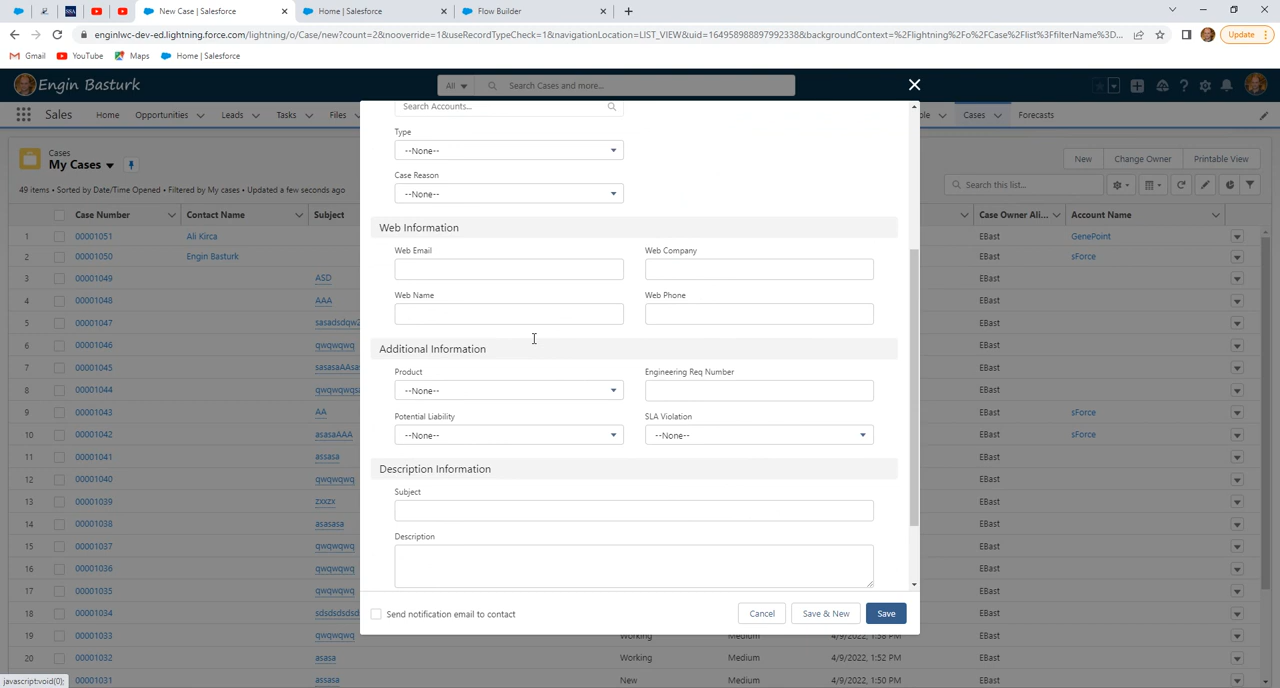 New Case | Salesforce
Home | Salesforce
Flow Builder
enginlwc-dev-ed.lightning.force.com/lightning/o/Case/new?count=2&nooverride=1&useRecordTypeCheck=1&navigationLocation=LIST_VIEW&uid=164958988897992338&backgroundContext=%2Flightning%2Fo%2FCase%2Flist%3FfilterName%3D...
Update
Gmail
YouTube
Maps
Home | Salesforce
Engin Basturk
All
Search Cases and more...
Sales
Home
Opportunities
Leads
Tasks
Files
Cases
Forecasts
Cases
My Cases
49 items • Sorted by Date/Time Opened • Filtered by My cases • Updated a few seconds ago
New
Change Owner
Printable View
Search this list...
Case Number
Contact Name
Subject
Case Owner Ali...
Account Name
1 00001051 Ali Kirca EBast GenePoint
2 00001050 Engin Basturk EBast sForce
3 00001049 ASD EBast
4 00001048 AAA EBast
5 00001047 sasadsdqw2 EBast
6 00001046 qwqwqwq EBast
7 00001045 sasasaAAsa EBast
8 00001044 qwqwqwqs EBast
9 00001043 AA EBast sForce
10 00001042 asasaAAA EBast sForce
11 00001041 assasa EBast
12 00001040 qwqwqwq EBast
13 00001039 zxxzx EBast
14 00001038 asasasa EBast
15 00001037 qwqwqwq EBast
16 00001036 qwqwqwq EBast
17 00001035 qwqwqwq EBast
18 00001034 sdsdsdsdsd EBast
19 00001033 qwqwqwq Working Medium 4/9/2022, 1:58 PM EBast
20 00001032 asasa Working Medium 4/9/2022, 1:52 PM EBast
21 00001031 assasa New Medium 4/9/2022, 1:50 PM EBast
Search Accounts...
Type
--None--
Case Reason
--None--
Web Information
Web Email
Web Company
Web Name
Web Phone
Additional Information
Product
Engineering Req Number
--None--
Potential Liability
SLA Violation
--None--
--None--
Description Information
Subject
Description
Send notification email to contact
Cancel
Save & New
Save
javascript:void(0);